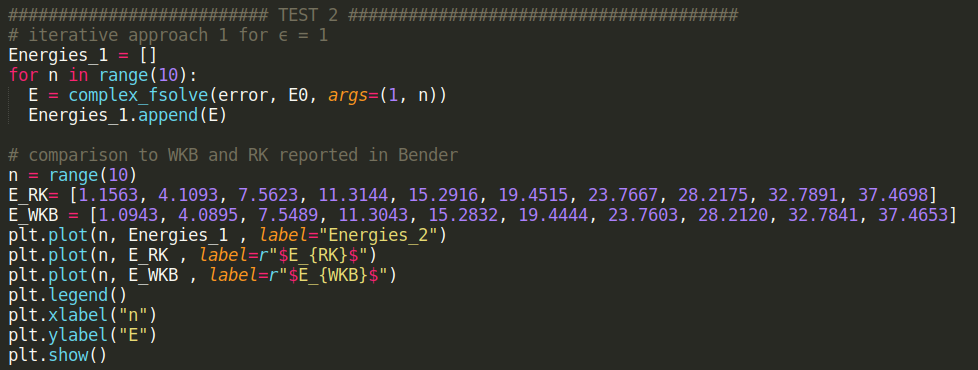 ########################## TEST 2 #######################################
# iterative approach 1 for ϵ = 1
Energies_1 = []
for n in range(10):
  E = complex_fsolve(error, E0, args=(1, n))
  Energies_1.append(E)
# comparison to WKB and RK reported in Bender
n = range(10)
E_RK= [1.1563, 4.1093, 7.5623, 11.3144, 15.2916, 19.4515, 23.7667, 28.2175, 32.7891, 37.4698]
E_WKB = [1.0943, 4.0895, 7.5489, 11.3043, 15.2832, 19.4444, 23.7603, 28.2120, 32.7841, 37.4653]
plt.plot(n, Energies_1 , label="Energies_2")
plt.plot(n, E_RK , label=r"$E_{RK}$")
plt.plot(n, E_WKB , label=r"$E_{WKB}$")
plt.legend()
plt.xlabel("n")
plt.ylabel("E")
plt.show()